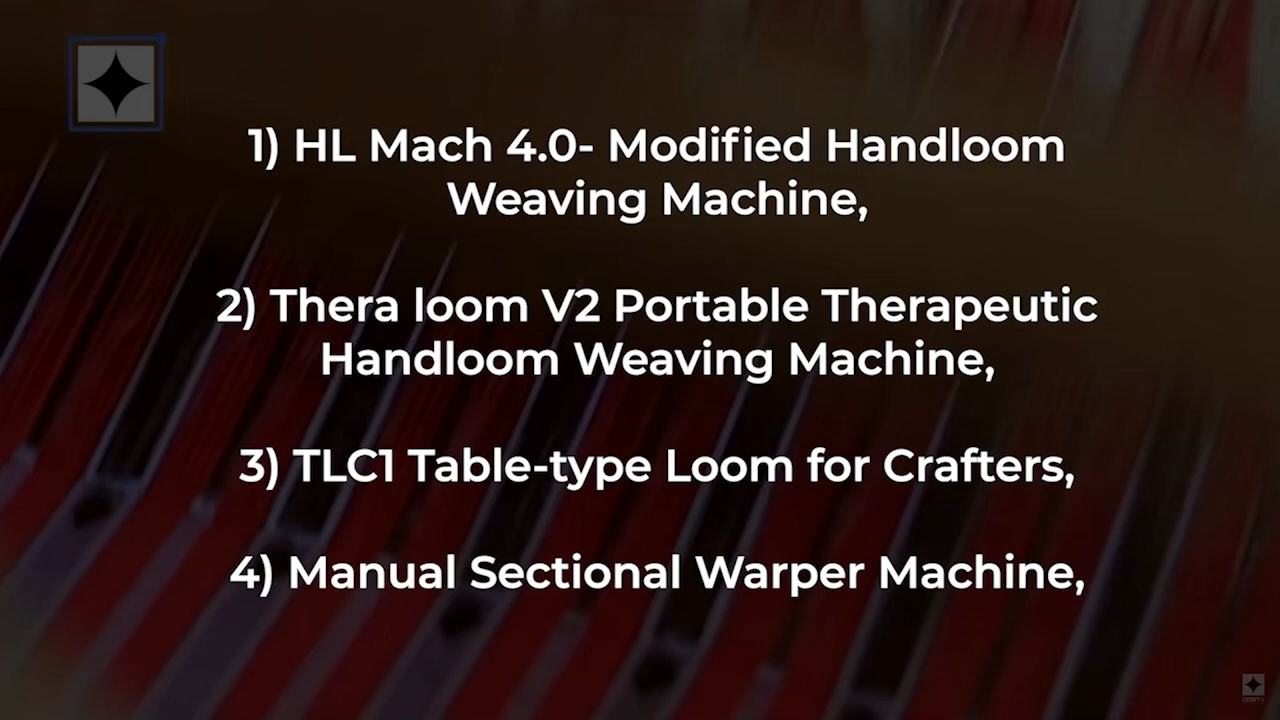 1) HL Mach 4.0- Modified Handloom
Weaving Machine,
2) Thera loom V2 Portable Therapeutic
Handloom Weaving Machine,
3) TLC1 Table-type Loom for Crafters,
4) Manual Sectional Warper Machine,